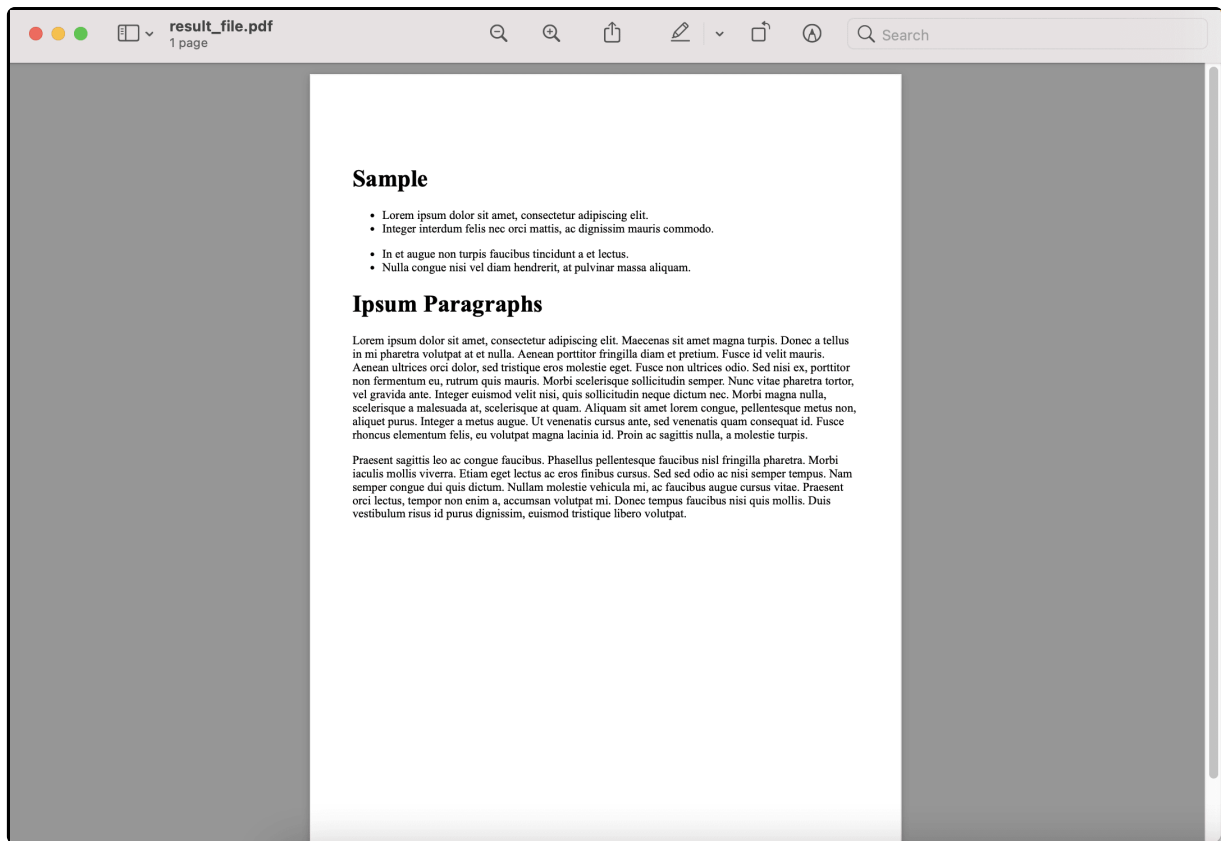 result_file.pdf
1 page
Search
Sample
• Lorem ipsum dolor sit amet, consectetur adipiscing elit.
• Integer interdum felis nec orci mattis, ac dignissim mauris commodo.
• In et augue non turpis faucibus tincidunt a et lectus.
• Nulla congue nisi vel diam hendrerit, at pulvinar massa aliquam.
Ipsum Paragraphs
Lorem ipsum dolor sit amet, consectetur adipiscing elit. Maecenas sit amet magna turpis. Donec a tellus
in mi pharetra volutpat at et nulla. Aenean porttitor fringilla diam et pretium. Fusce id velit mauris.
Aenean ultrices orci dolor, sed tristique eros molestie eget. Fusce non ultrices odio. Sed nisi ex, porttitor
non fermentum eu, rutrum quis mauris. Morbi scelerisque sollicitudin semper. Nunc vitae pharetra tortor,
vel gravida ante. Integer euismod velit nisi, quis sollicitudin neque dictum nec. Morbi magna nulla,
scelerisque a malesuada at, scelerisque at quam. Aliquam sit amet lorem congue, pellentesque metus non,
aliquet purus. Integer a metus augue. Ut venenatis cursus ante, sed venenatis quam consequat id. Fusce
rhoncus elementum felis, eu volutpat magna lacinia id. Proin ac sagittis nulla, a molestie turpis.
Praesent sagittis leo ac congue faucibus. Phasellus pellentesque faucibus nisl fringilla pharetra. Morbi
iaculis mollis viverra. Etiam eget lectus ac eros finibus cursus. Sed sed odio ac nisi semper tempus. Nam
semper congue dui quis dictum. Nullam molestie vehicula mi, ac faucibus augue cursus vitae. Praesent
orci lectus, tempor non enim a, accumsan volutpat mi. Donec tempus faucibus nisi quis mollis. Duis
vestibulum risus id purus dignissim, euismod tristique libero volutpat.